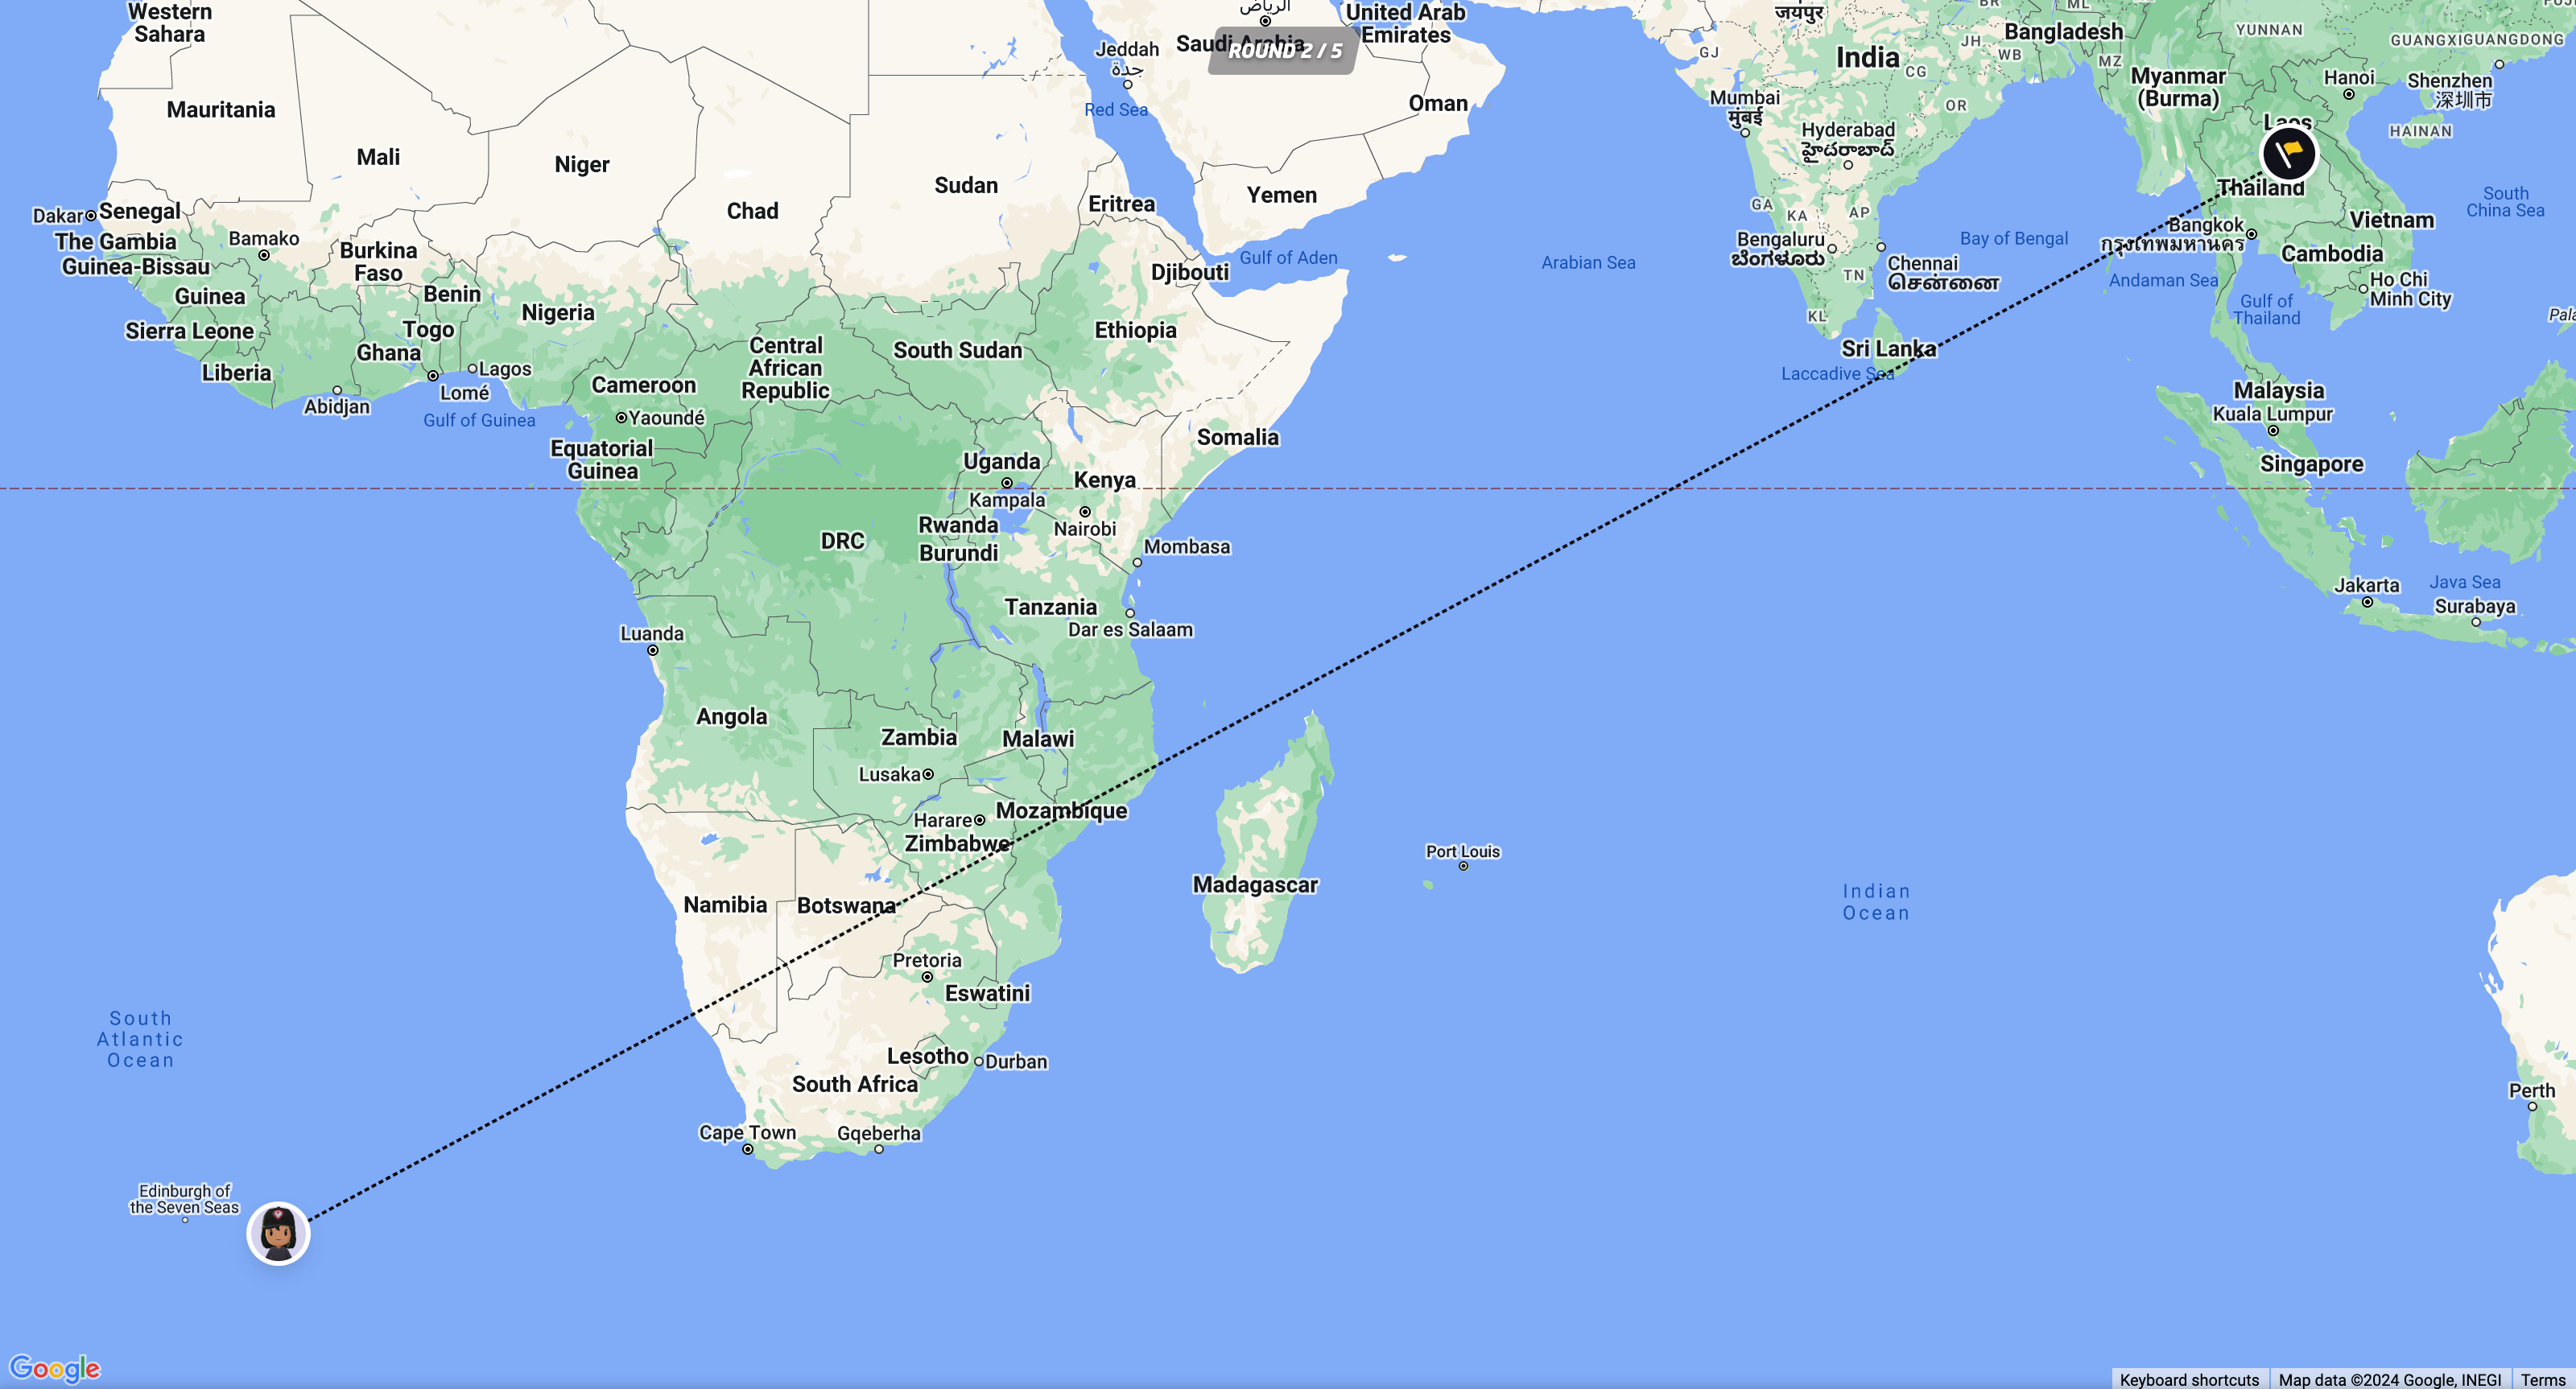 Western
Sahara
Mauritania
Mali
Niger
Chad
Sudan
Eritrea
Jeddah
جدة
Red Sea
الرياض
Saudi Arabia
ROUND 2 / 5
United Arab
Emirates
Oman
Yemen
Gulf of Aden
Djibouti
Dakar
Senegal
The Gambia
Guinea-Bissau
Bamako
Burkina
Faso
Guinea
Sierra Leone
Liberia
Benin
Togo
Ghana
Nigeria
Lagos
Lomé
Abidjan
Gulf of Guinea
Cameroon
Yaoundé
Equatorial
Guinea
Central
African
Republic
South Sudan
Ethiopia
Somalia
Uganda
Kampala
Kenya
Nairobi
Rwanda
Burundi
DRC
Mombasa
Tanzania
Dar es Salaam
Luanda
Angola
Zambia
Lusaka
Malawi
Mozambique
Harare
Zimbabwe
Namibia
Botswana
Madagascar
Port Louis
Pretoria
Eswatini
Lesotho
Durban
South Africa
Cape Town
Gqeberha
South
Atlantic
Ocean
Edinburgh of
the Seven Seas
जयपुर
GJ
India
JH
WB
CG
OR
BR
ML
MZ
Bangladesh
Mumbai
मुंबई
Hyderabad
హైదరాబాద్
GA
KA
AP
Bengaluru
ಬೆಂಗಳೂರು
TN
Chennai
சென்னை
KL
Sri Lanka
Laccadive Sea
Arabian Sea
Bay of Bengal
Myanmar
(Burma)
YUNNAN
GUANGXI
GUANGDONG
Hanoi
Shenzhen
深圳市
HAINAN
Laos
Thailand
Bangkok
กรุงเทพมหานคร
Vietnam
Cambodia
Ho Chi
Minh City
Andaman Sea
Gulf of
Thailand
South
China Sea
Malaysia
Kuala Lumpur
Singapore
Jakarta
Java Sea
Surabaya
Indian
Ocean
Perth
Google
Keyboard shortcuts
Map data ©2024 Google, INEGI
Terms